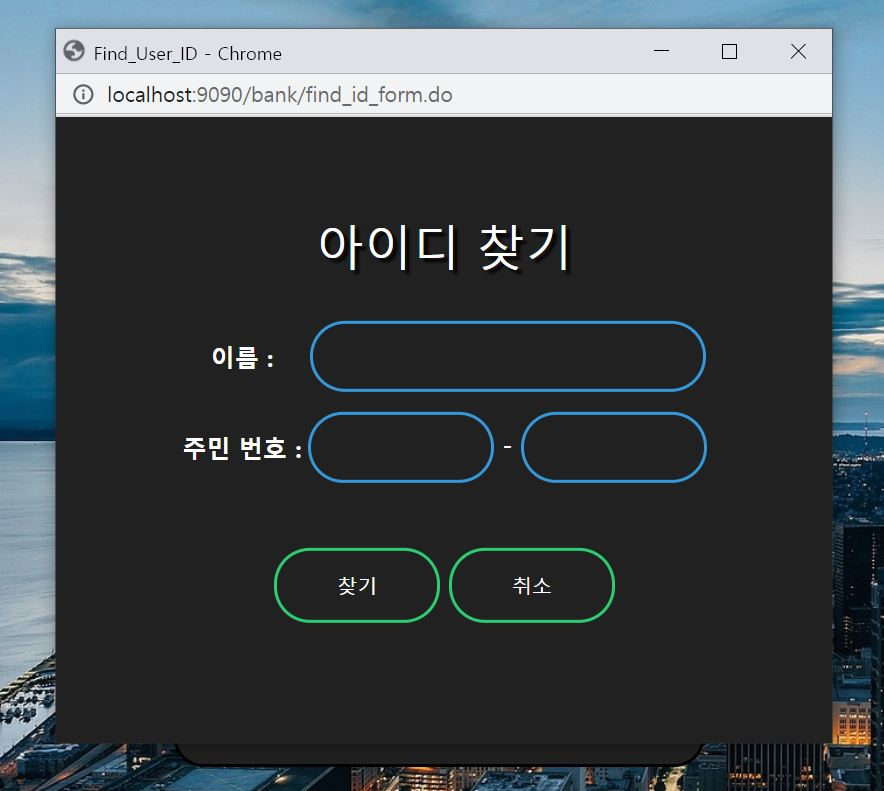 Find_User_ID - Chrome
localhost:9090/bank/find_id_form.do
아이디 찾기
이름 :
주민 번호 : -
찾기 취소